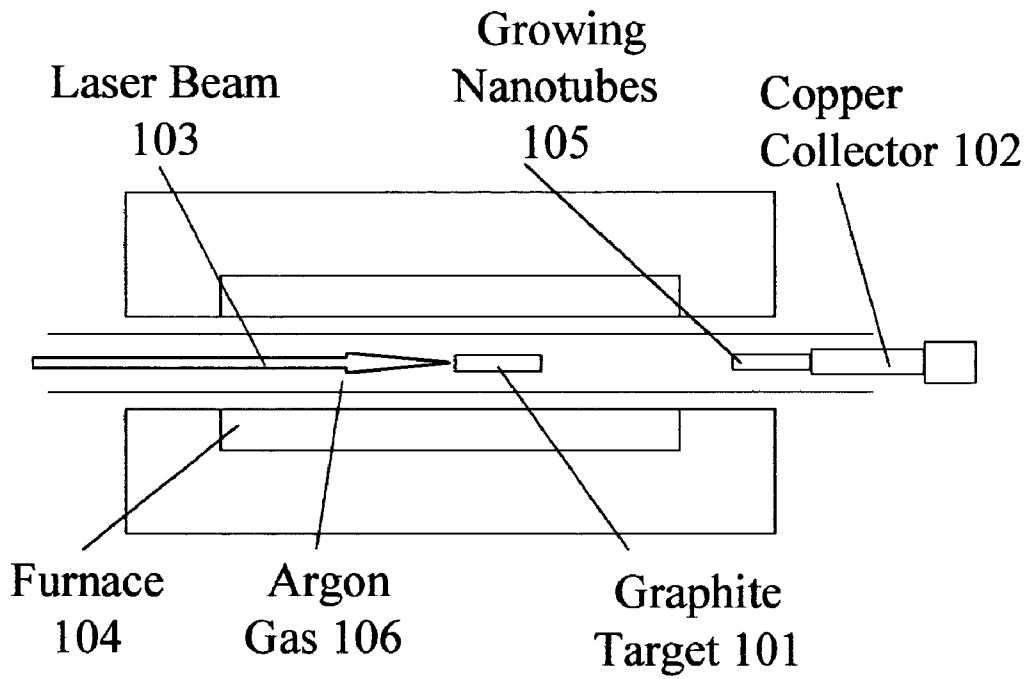 Laser Beam
103
Growing
Nanotubes
105
Copper
Collector 102
Furnace
104
Argon
Gas 106
Graphite
Target 101